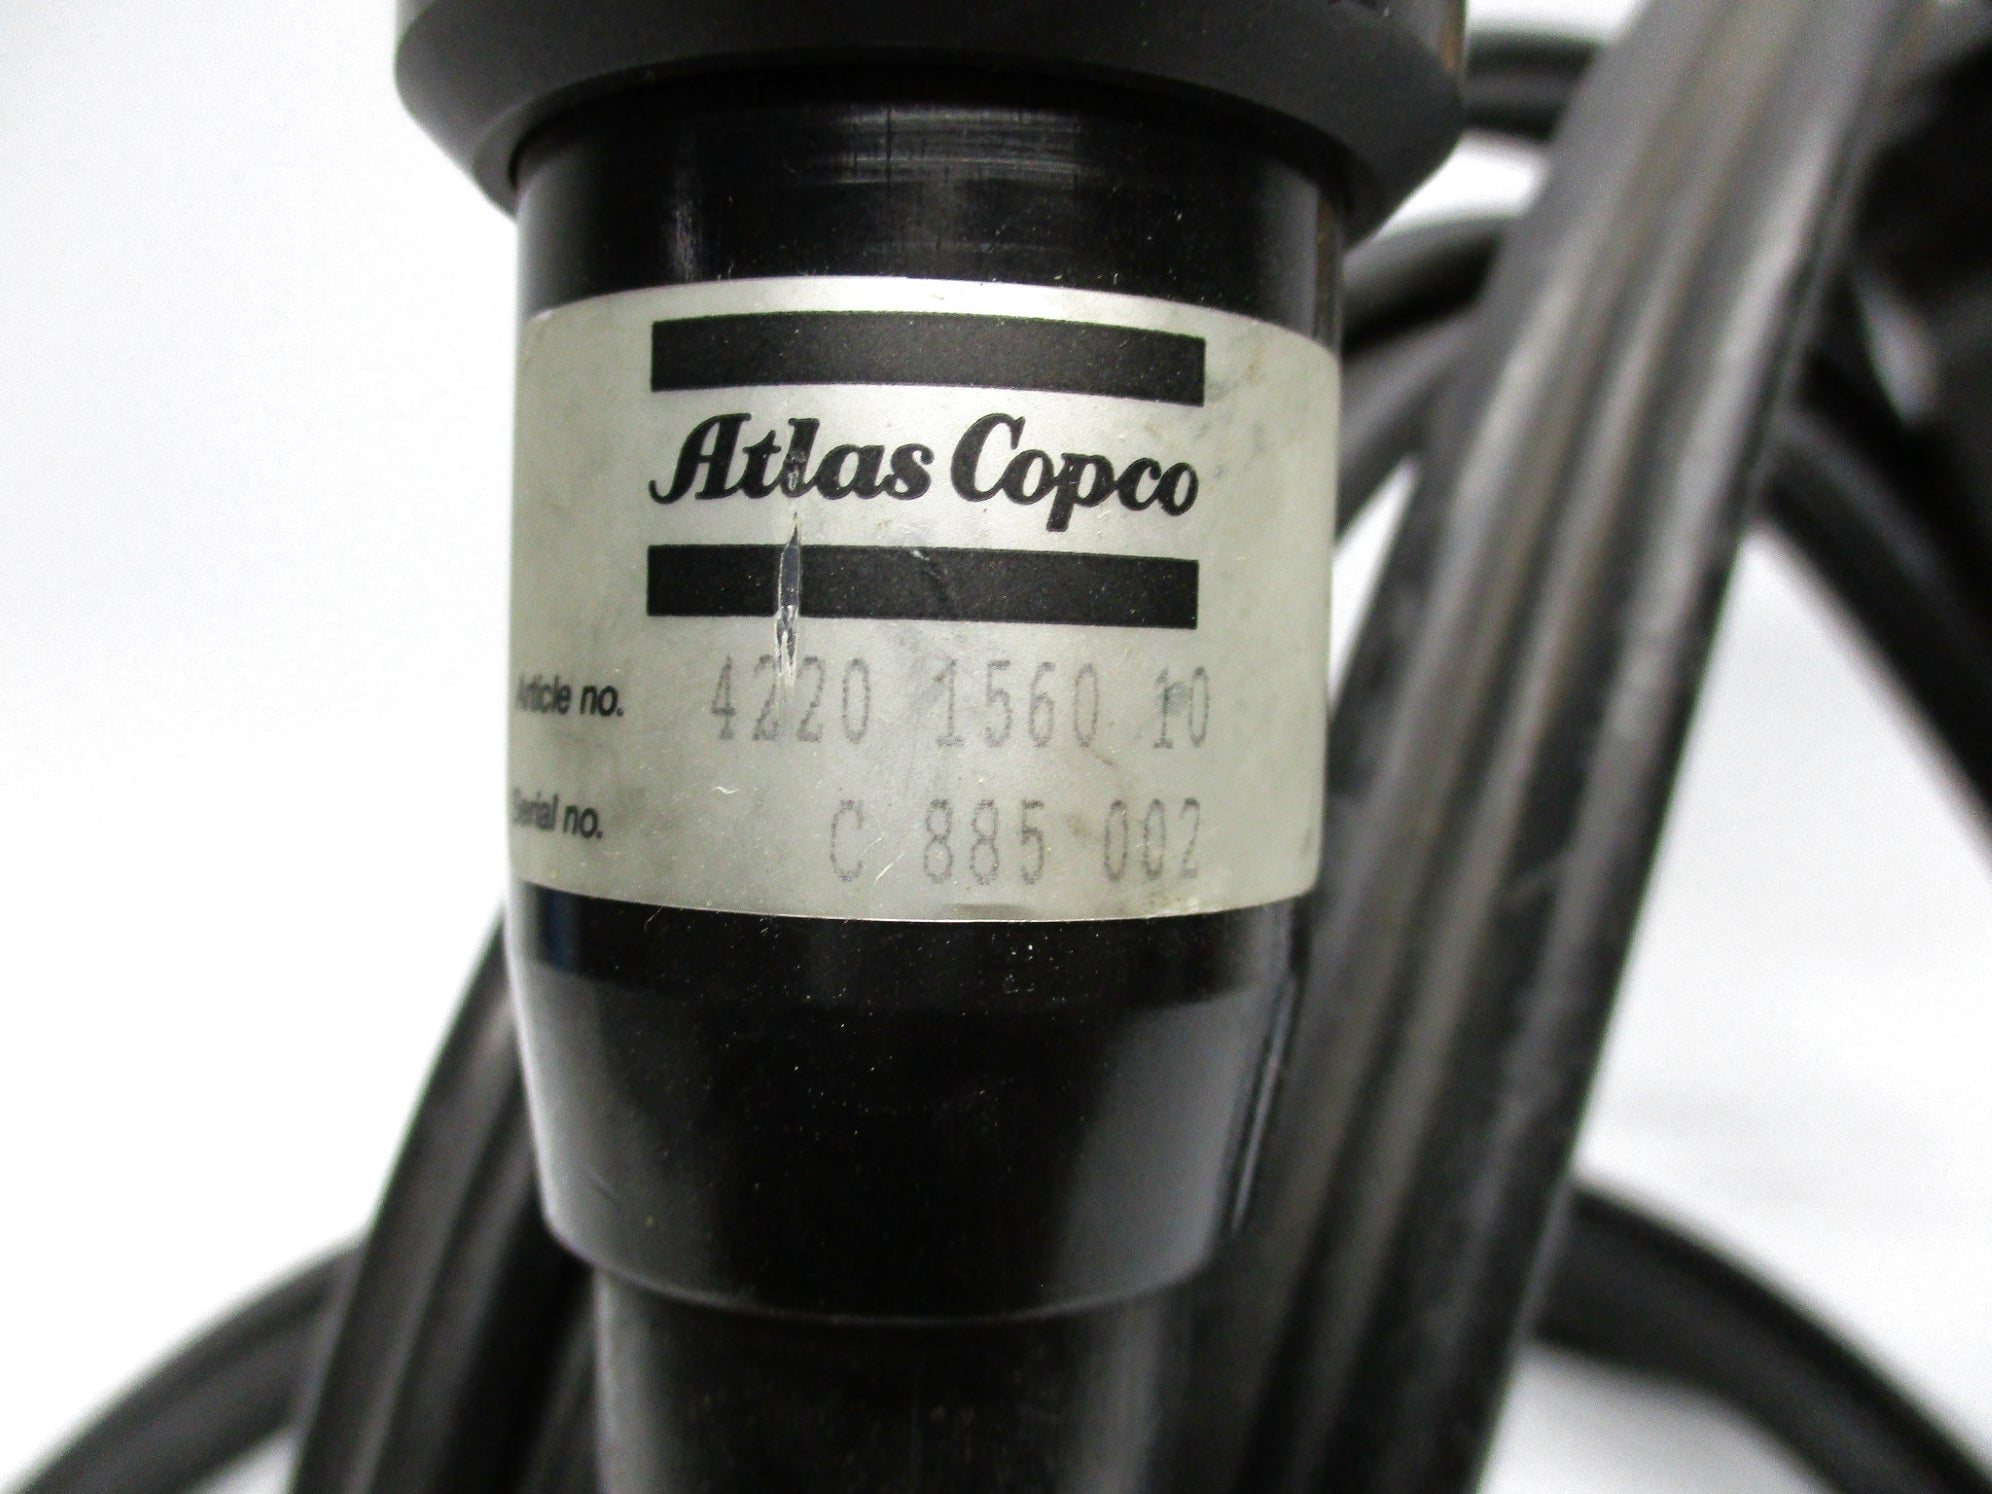 Atlas Copco
Article no. 4220 1560 10
Serial no. C 885 002